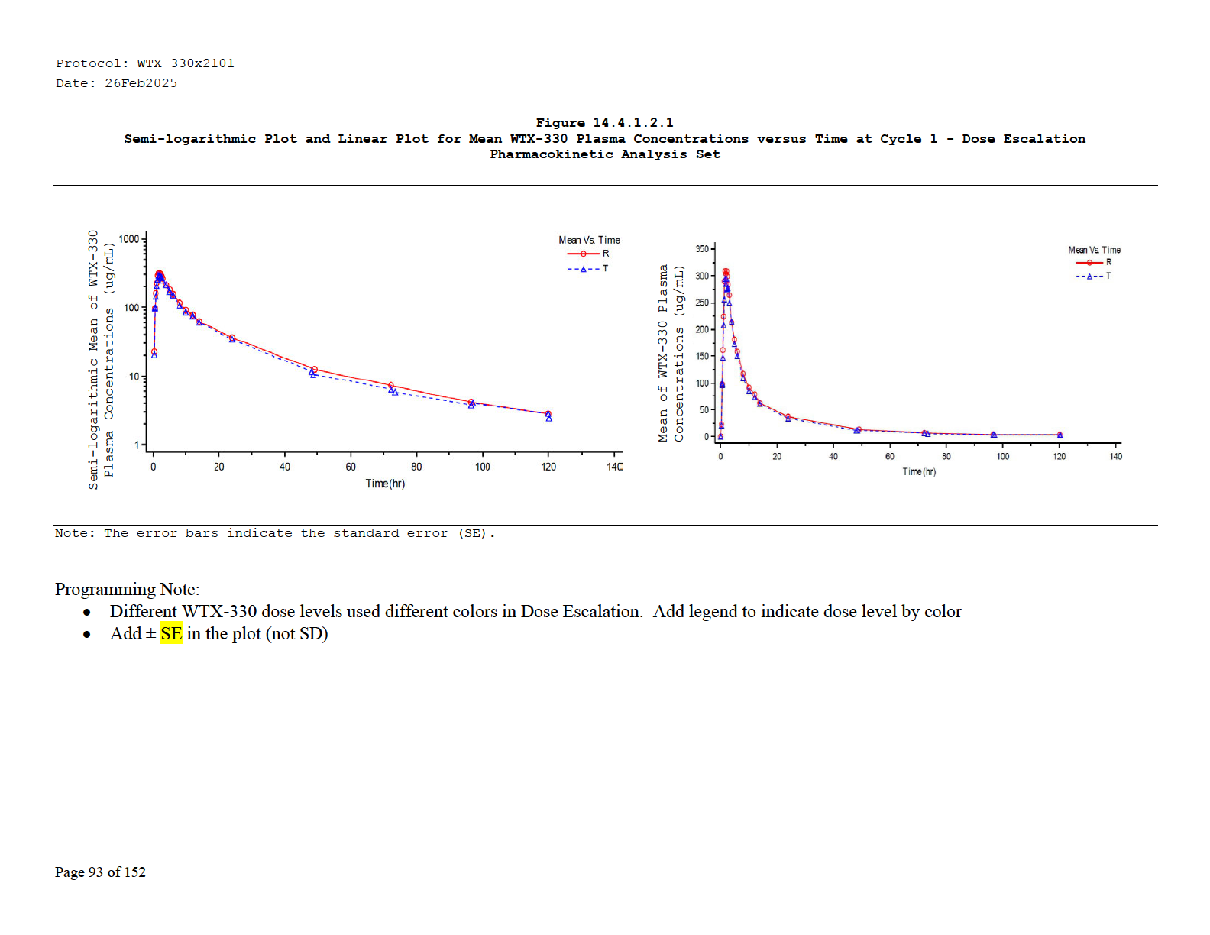 Protocol: WTX-330x2101
Date: 26Feb2025
Figure 14.4.1.2.1
Semi-logarithmic Plot and Linear Plot for Mean WTX-330 Plasma Concentrations versus Time at Cycle 1 - Dose Escalation
Pharmacokinetic Analysis Set
Semi-Logarithmic Mean of WTX-330
Plasma Concentrations (ug/mL)
1000
100
10
1
0 20 40 60 80 100 120 140
Time(hr)
Mean Vs. Time
R
T
Mean of WTX-330 Plasma
Concentrations (ug/mL)
350
300
250
200
150
100
50
0
0 20 40 60 80 100 120 140
Time(hr)
Mean Vs. Time
R
T
Note: The error bars indicate the standard error (SE).
Programming Note:
• Different WTX-330 dose levels used different colors in Dose Escalation. Add legend to indicate dose level by color
• Add ± SE in the plot (not SD)
Page 93 of 152